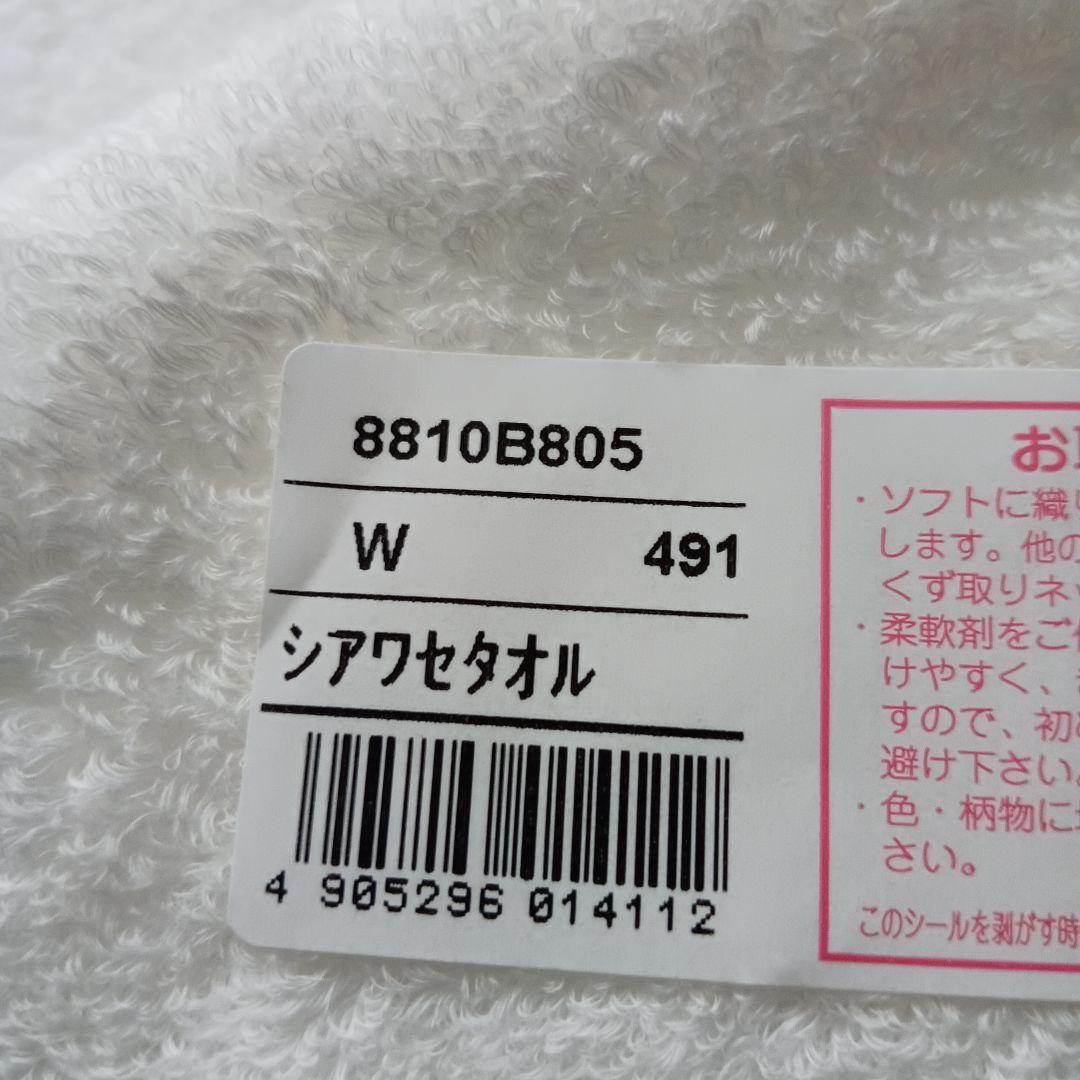 8810B805
W 491
シアワセタオル
4 905296 014112
お
・ソフトに織
します。他の
くず取りネ
・柔軟剤をご
けやすく、
すので、初
避け下さい
・色・柄物に
さい。
このシールを剥がす時